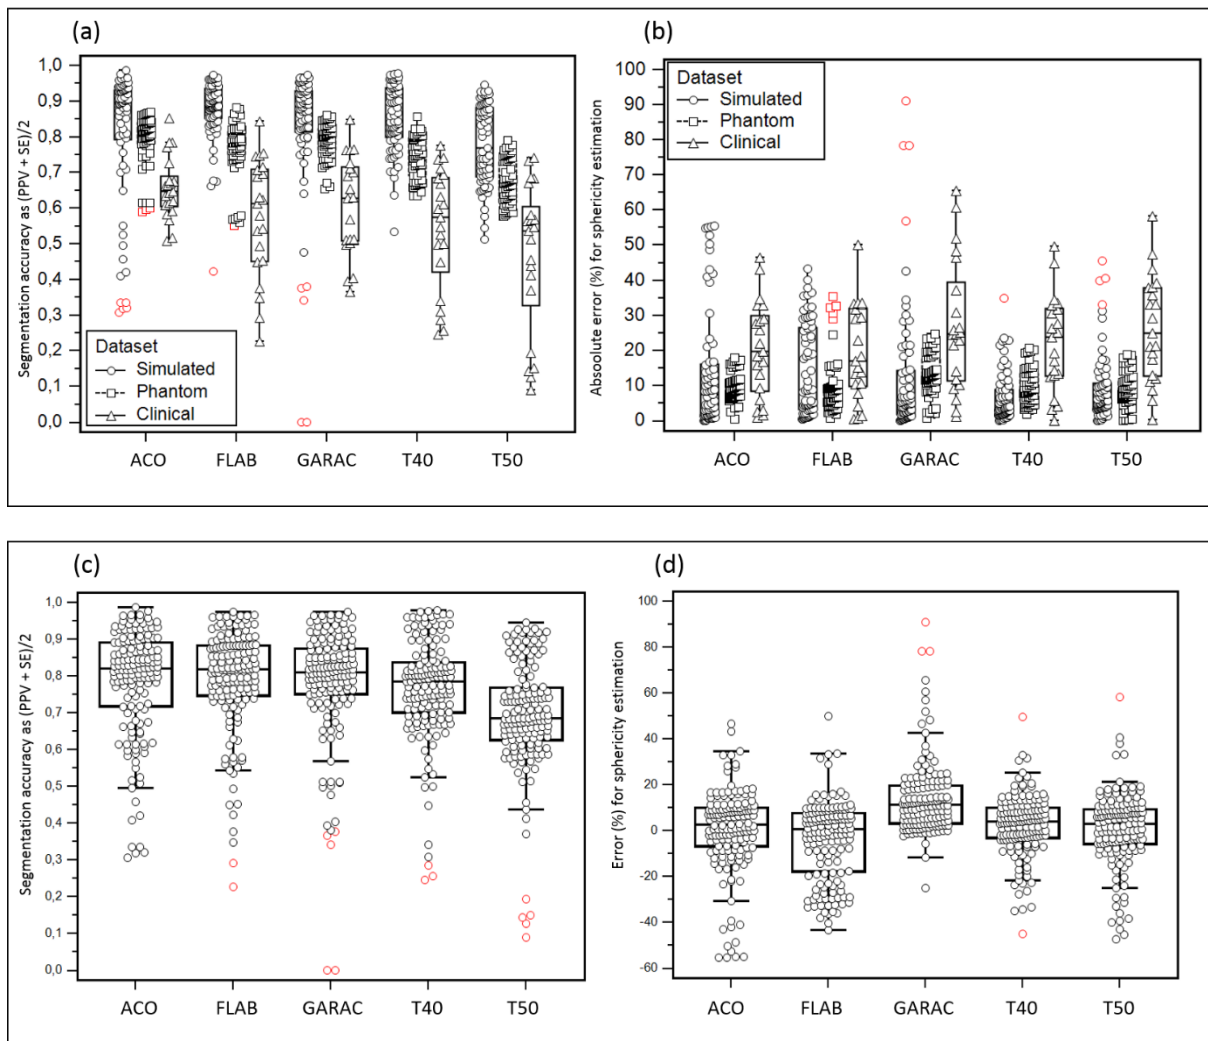 (a)
Segmentation accuracy as (PPV + SE)/2
1,0
0,9
0,8
0,7
0,6
0,5
0,4
0,3
0,2
0,1
0,0
Dataset
Simulated
Phantom
Clinical
ACO FLAB GARAC T40 T50
(b)
Absolute error (%) for sphericity estimation
100
90
80
70
60
50
40
30
20
10
0
Dataset
Simulated
Phantom
Clinical
ACO FLAB GARAC T40 T50
(c)
Segmentation accuracy as (PPV + SE)/2
1,0
0,9
0,8
0,7
0,6
0,5
0,4
0,3
0,2
0,1
0,0
ACO FLAB GARAC T40 T50
(d)
Error (%) for sphericity estimation
100
80
60
40
20
0
-20
-40
-60
ACO FLAB GARAC T40 T50